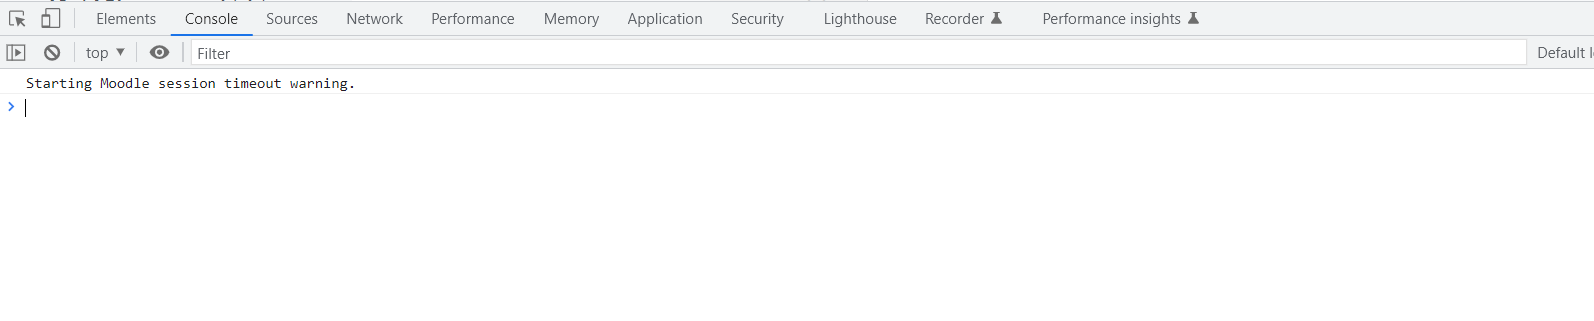 Elements Console Sources Network Performance Memory Application Security Lighthouse Recorder Performance insights
top Filter Default
Starting Moodle session timeout warning.